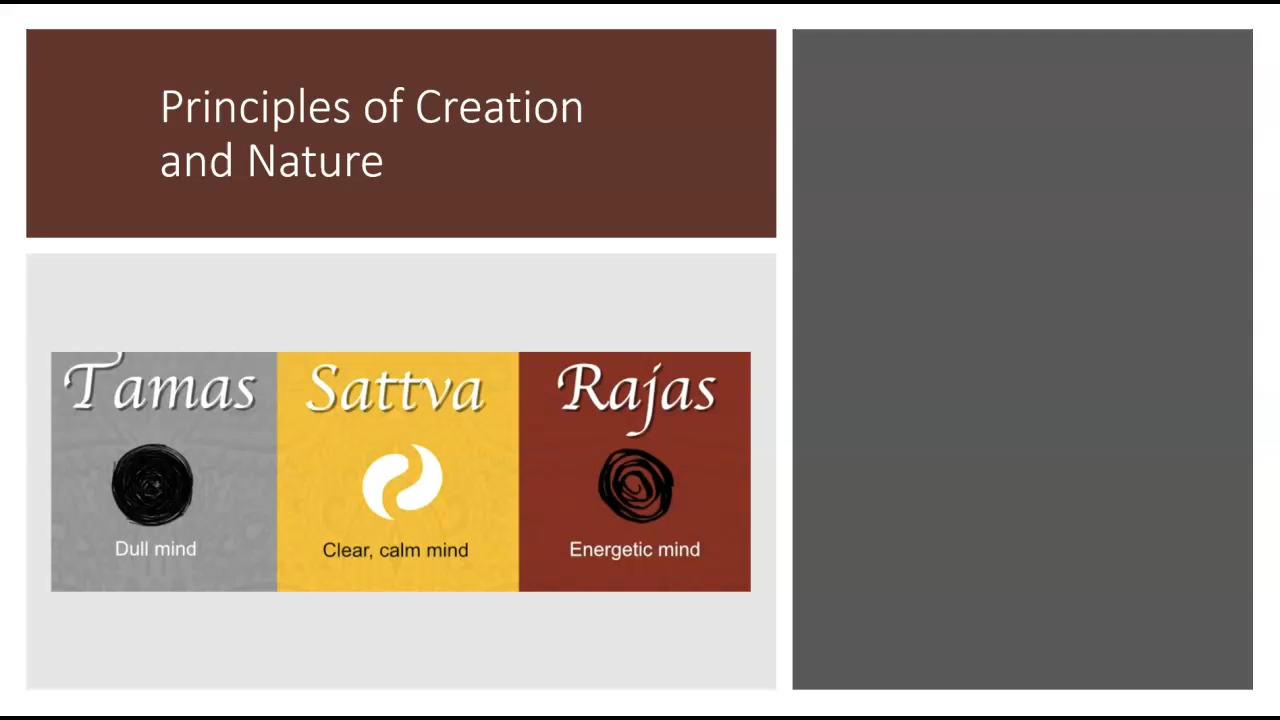 Principles of Creation
and Nature
Tamas
Sattva
Rajas
Dull mind
Clear, calm mind
Energetic mind